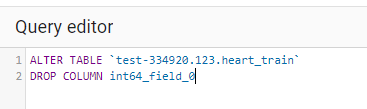 Query editor
1 ALTER TABLE `test-334920.123.heart_train`
2 DROP COLUMN int64_field_0